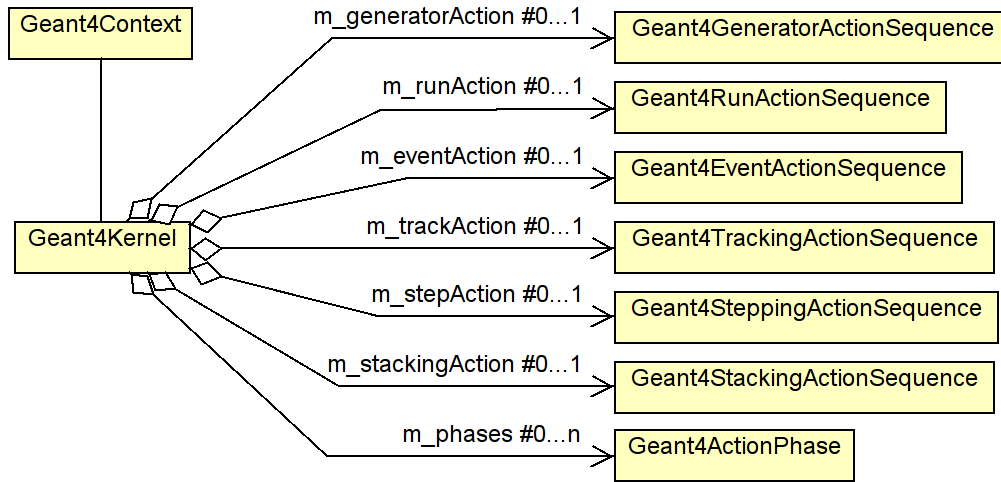 Geant4Context
m_generatorAction #0...1
Geant4GeneratorActionSequence
m_runAction #0...1
Geant4RunActionSequence
m_eventAction #0...1
Geant4EventActionSequence
Geant4Kernel
m_trackAction #0...1
Geant4TrackingActionSequence
m_stepAction #0...1
Geant4SteppingActionSequence
m_stackingAction #0...1
Geant4StackingActionSequence
m_phases #0...n
Geant4ActionPhase